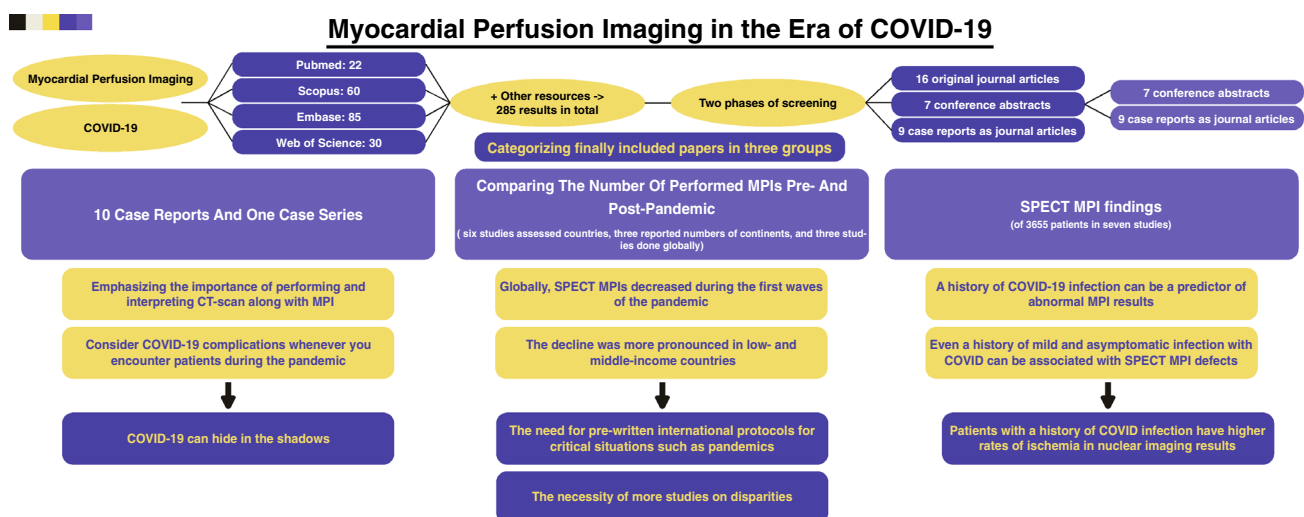 Myocardial Perfusion Imaging in the Era of COVID-19
Myocardial Perfusion Imaging
COVID-19
Pubmed: 22
Scopus: 60
Embase: 85
Web of Science: 30
+ Other resources ->
285 results in total
Two phases of screening
16 original journal articles
7 conference abstracts
9 case reports as journal articles
7 conference abstracts
9 case reports as journal articles
Categorizing finally included papers in three groups
10 Case Reports And One Case Series
Emphasizing the importance of performing and
interpreting CT-scan along with MPI
Consider COVID-19 complications whenever you
encounter patients during the pandemic
COVID-19 can hide in the shadows
Comparing The Number Of Performed MPIs Pre- And
Post-Pandemic
( six studies assessed countries, three reported numbers of continents, and three stud-
ies done globally)
Globally, SPECT MPIs decreased during the first waves
of the pandemic
The decline was more pronounced in low- and
middle-income countries
The need for pre-written international protocols for
critical situations such as pandemics
The necessity of more studies on disparities
SPECT MPI findings
(of 3655 patients in seven studies)
A history of COVID-19 infection can be a predictor of
abnormal MPI results
Even a history of mild and asymptomatic infection with
COVID can be associated with SPECT MPI defects
Patients with a history of COVID infection have higher
rates of ischemia in nuclear imaging results